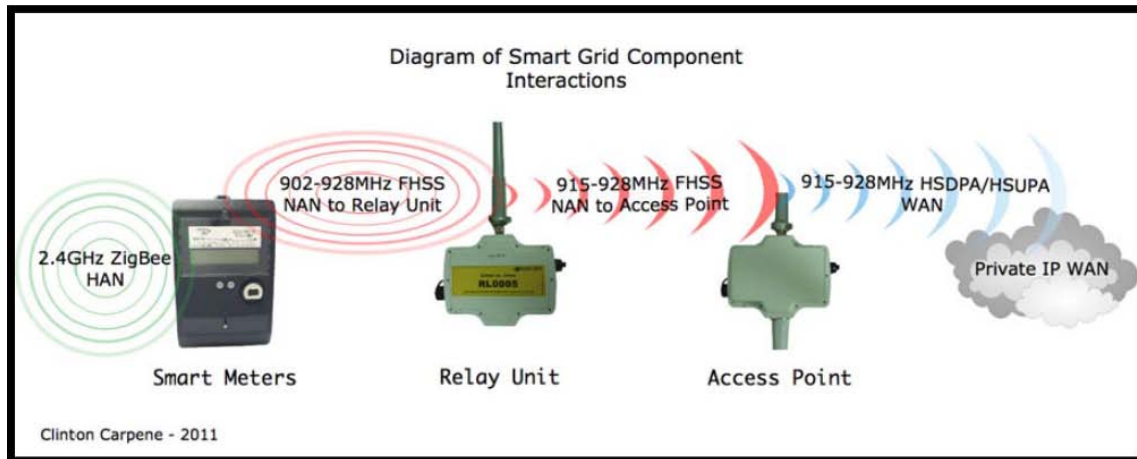 Diagram of Smart Grid Component
Interactions
902-928MHz FHSS
NAN to Relay Unit
915-928MHz FHSS
NAN to Access Point
915-928MHz HSDPA/HSUPA
WAN
2.4GHz ZigBee
HAN
RL0005
Private IP WAN
Smart Meters
Relay Unit
Access Point
Clinton Carpene - 2011